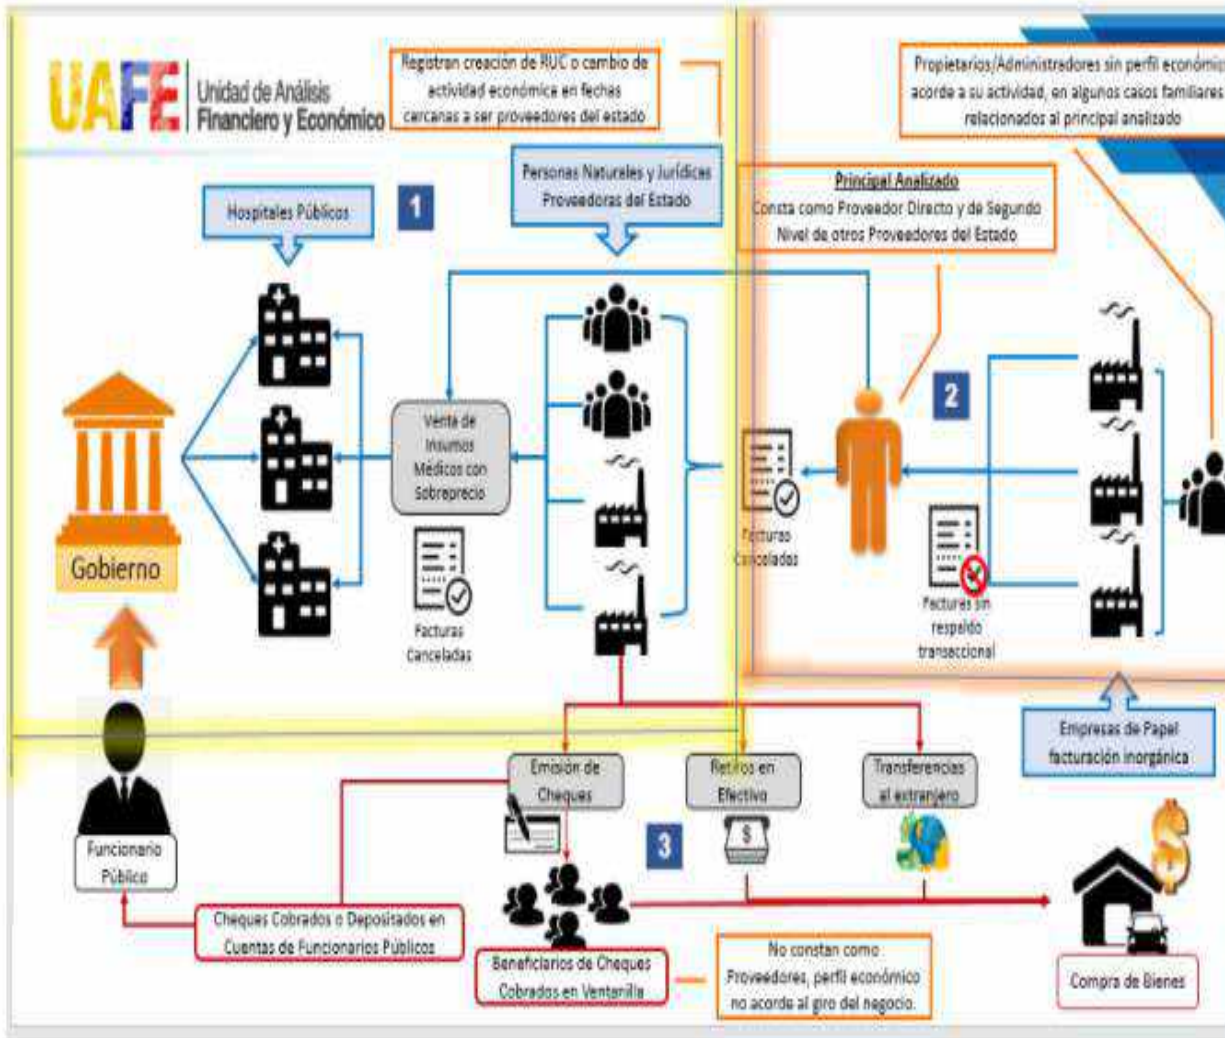 UAFE
Unidad de Análisis
Financiero y Económico
Registran creación de RUC o cambio de
actividad económica en fechas
cercanas a ser proveedores del estado
Propietarios/Administradores sin perfil económic
acorde a su actividad, en algunos casos familiares
relacionados al principal analizado
Hospitales Públicos
1
Personas Naturales y Jurídicas
Proveedoras del Estado
Principal Analizado
Consta como Proveedor Directo y de Segundo
Nivel de otros Proveedores del Estado
2
Venta de
Insumos
Médicos con
Sobreprecio
Gobierno
Facturas
Canceladas
Facturas
Canceladas
Facturas sin
respaldo
transaccional
Empresas de Papel
facturación inorgánica
Emisión de
Cheques
Retiros en
Efectivo
Transferencias
al extranjero
$
$
3
Funcionario
Público
Cheques Cobrados o Depositados en
Cuentas de Funcionarios Públicos
Beneficiarios de Cheques
Cobrados en Ventanilla
No constan como
Proveedores, perfil económico
no acorde al giro del negocio.
Compra de Bienes